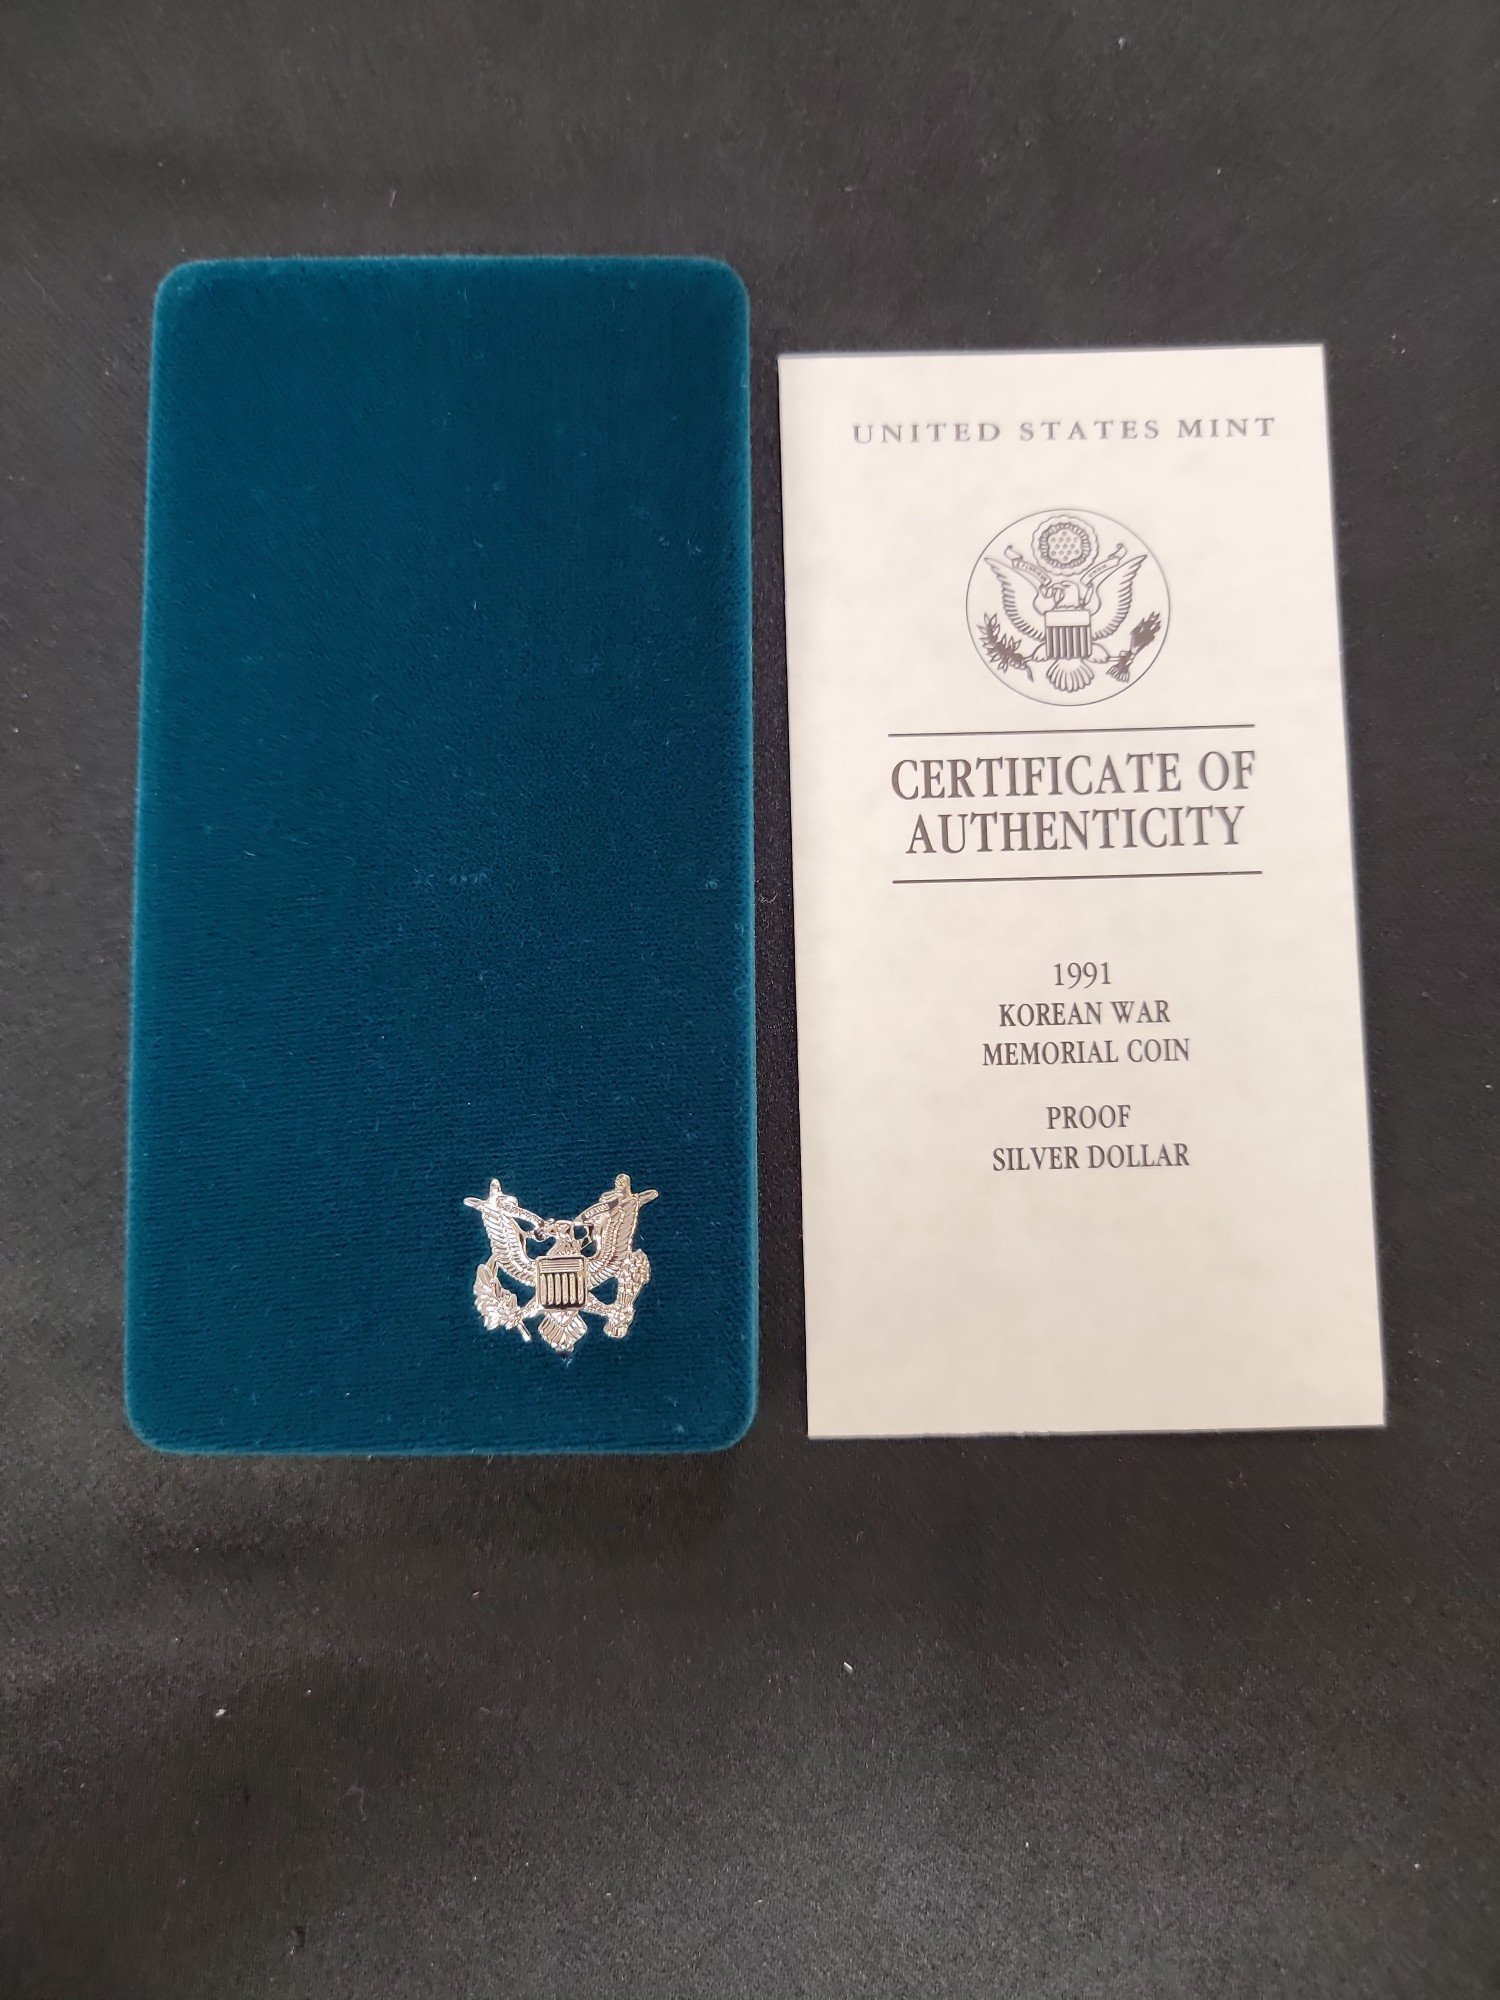 UNITED STATES MINT
CERTIFICATE OF
AUTHENTICITY
1991
KOREAN WAR
MEMORIAL COIN
PROOF
SILVER DOLLAR